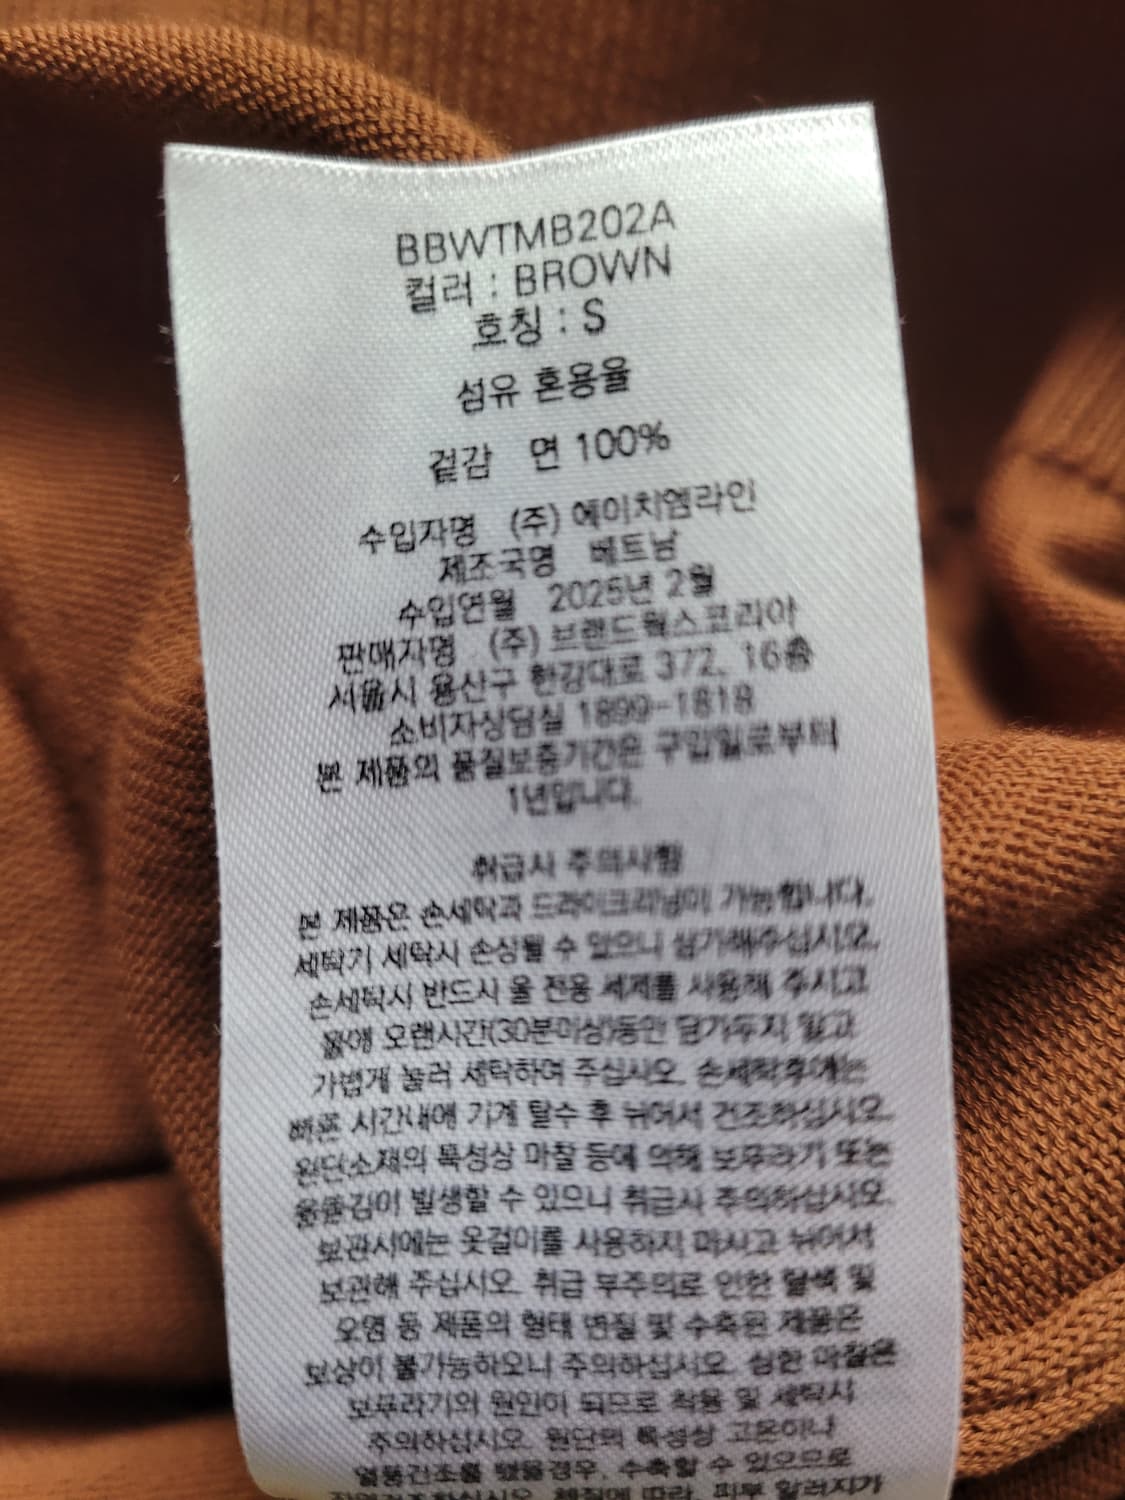 BBWTMB202A
컬러 : BROWN
호칭 : S
섬유 혼용율
겉감 면 100%
수입자명 (주) 에이치엠라인
제조국명 베트남
수입연월 2025년 2월
판매자명 (주) 브랜드웍스코리아
서울시 용산구 한강대로 372, 16층
소비자상담실 1899-1818
본 제품의 품질보증기간은 구입일로부터
1년입니다.
취급시 주의사항
본 제품은 손세탁과 드라이크리닝이 가능합니다.
세탁기 세탁시 손상될 수 있으니 삼가해주십시오.
손세탁시 반드시 울 전용 세제를 사용해 주시고
물에 오랜시간(30분이상)동안 담가두지 말고
가볍게 눌러 세탁하여 주십시오. 손세탁후에는
빠른 시간내에 기계 탈수 후 뉘어서 건조하십시오.
원단소재의 특성상 마찰 등에 의해 보푸라기 또는
올뜯김이 발생할 수 있으니 취급시 주의하십시오.
보관시에는 옷걸이를 사용하지 마시고 뉘어서
보관해 주십시오. 취급 부주의로 인한 탈색 및
오염 등 제품의 형태 변질 및 수축된 제품은
보상이 불가능하오니 주의하십시오. 심한 마찰은
보푸라기의 원인이 되므로 착용 및 세탁시
주의하십시오. 원단의 특성상 고온이나
열풍건조를 했을경우, 수축할 수 있으므로
자연건조하십시오. 체질에 따라, 피부 알러지가